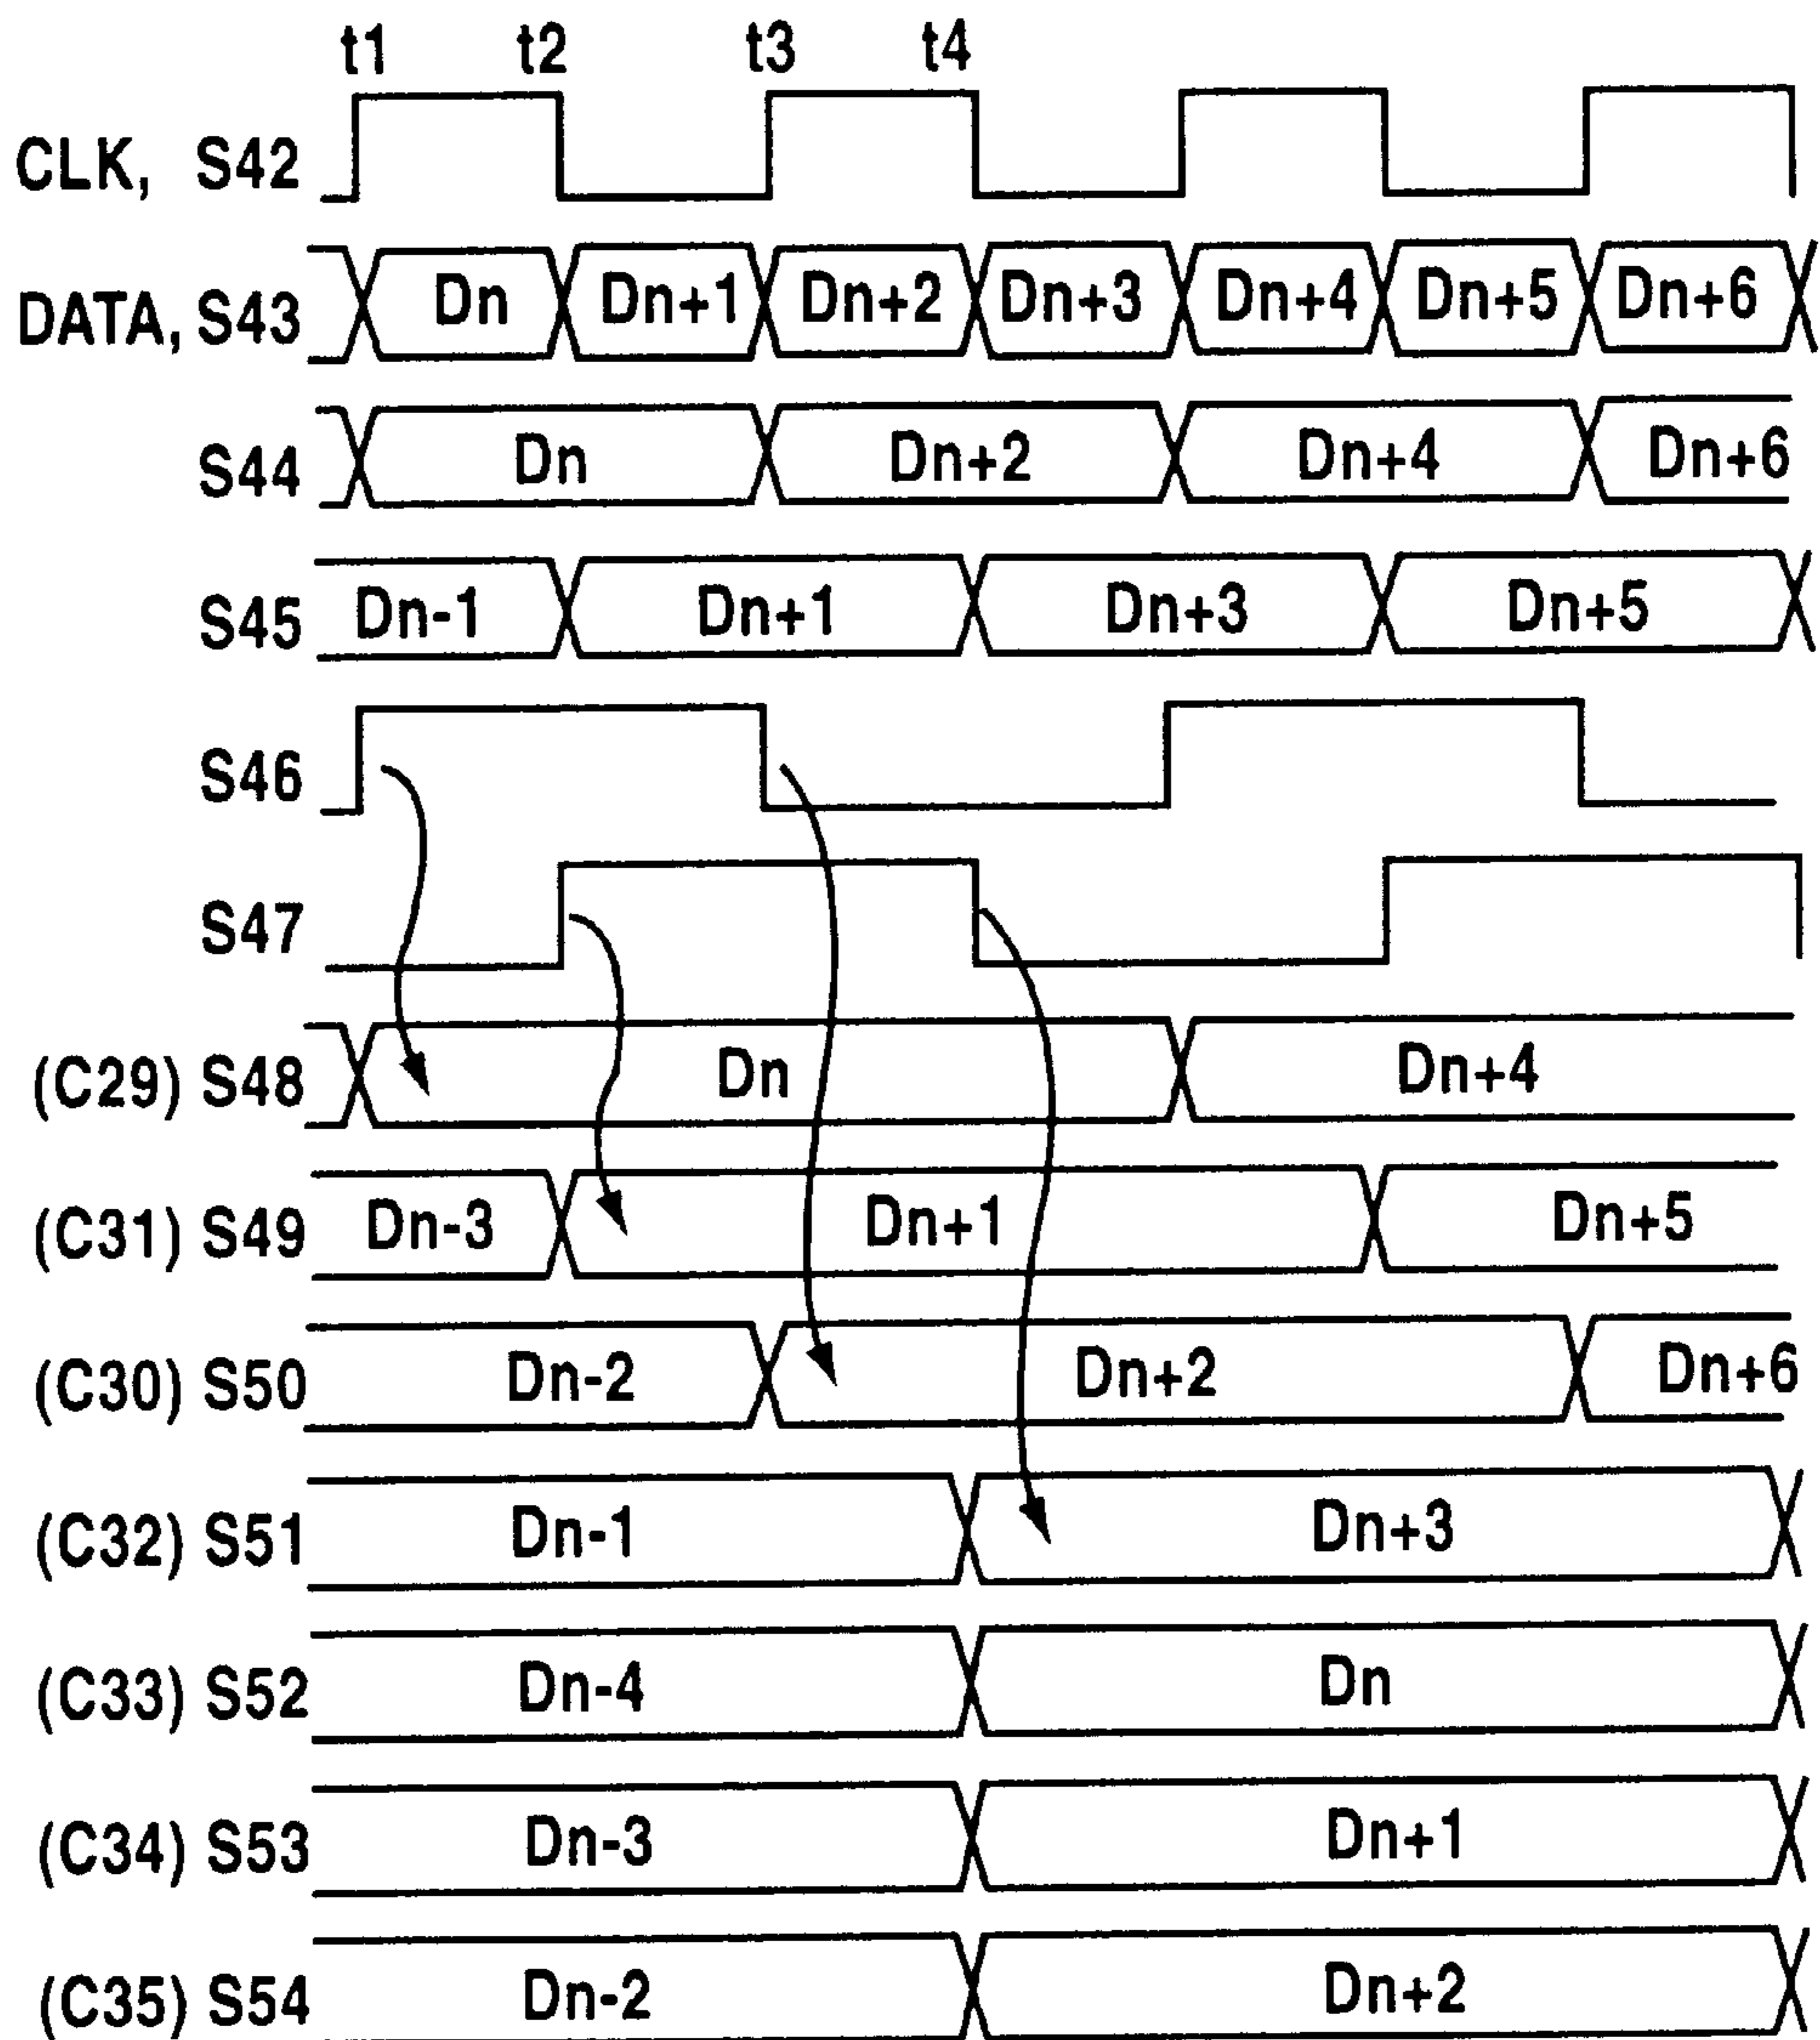 t1 t2 t3 t4
CLK, S42
DATA, S43 Dn Dn+1 Dn+2 Dn+3 Dn+4 Dn+5 Dn+6
S44 Dn Dn+2 Dn+4 Dn+6
S45 Dn-1 Dn+1 Dn+3 Dn+5
S46
S47
(C29) S48 Dn Dn+4
(C31) S49 Dn-3 Dn+1 Dn+5
(C30) S50 Dn-2 Dn+2 Dn+6
(C32) S51 Dn-1 Dn+3
(C33) S52 Dn-4 Dn
(C34) S53 Dn-3 Dn+1
(C35) S54 Dn-2 Dn+2